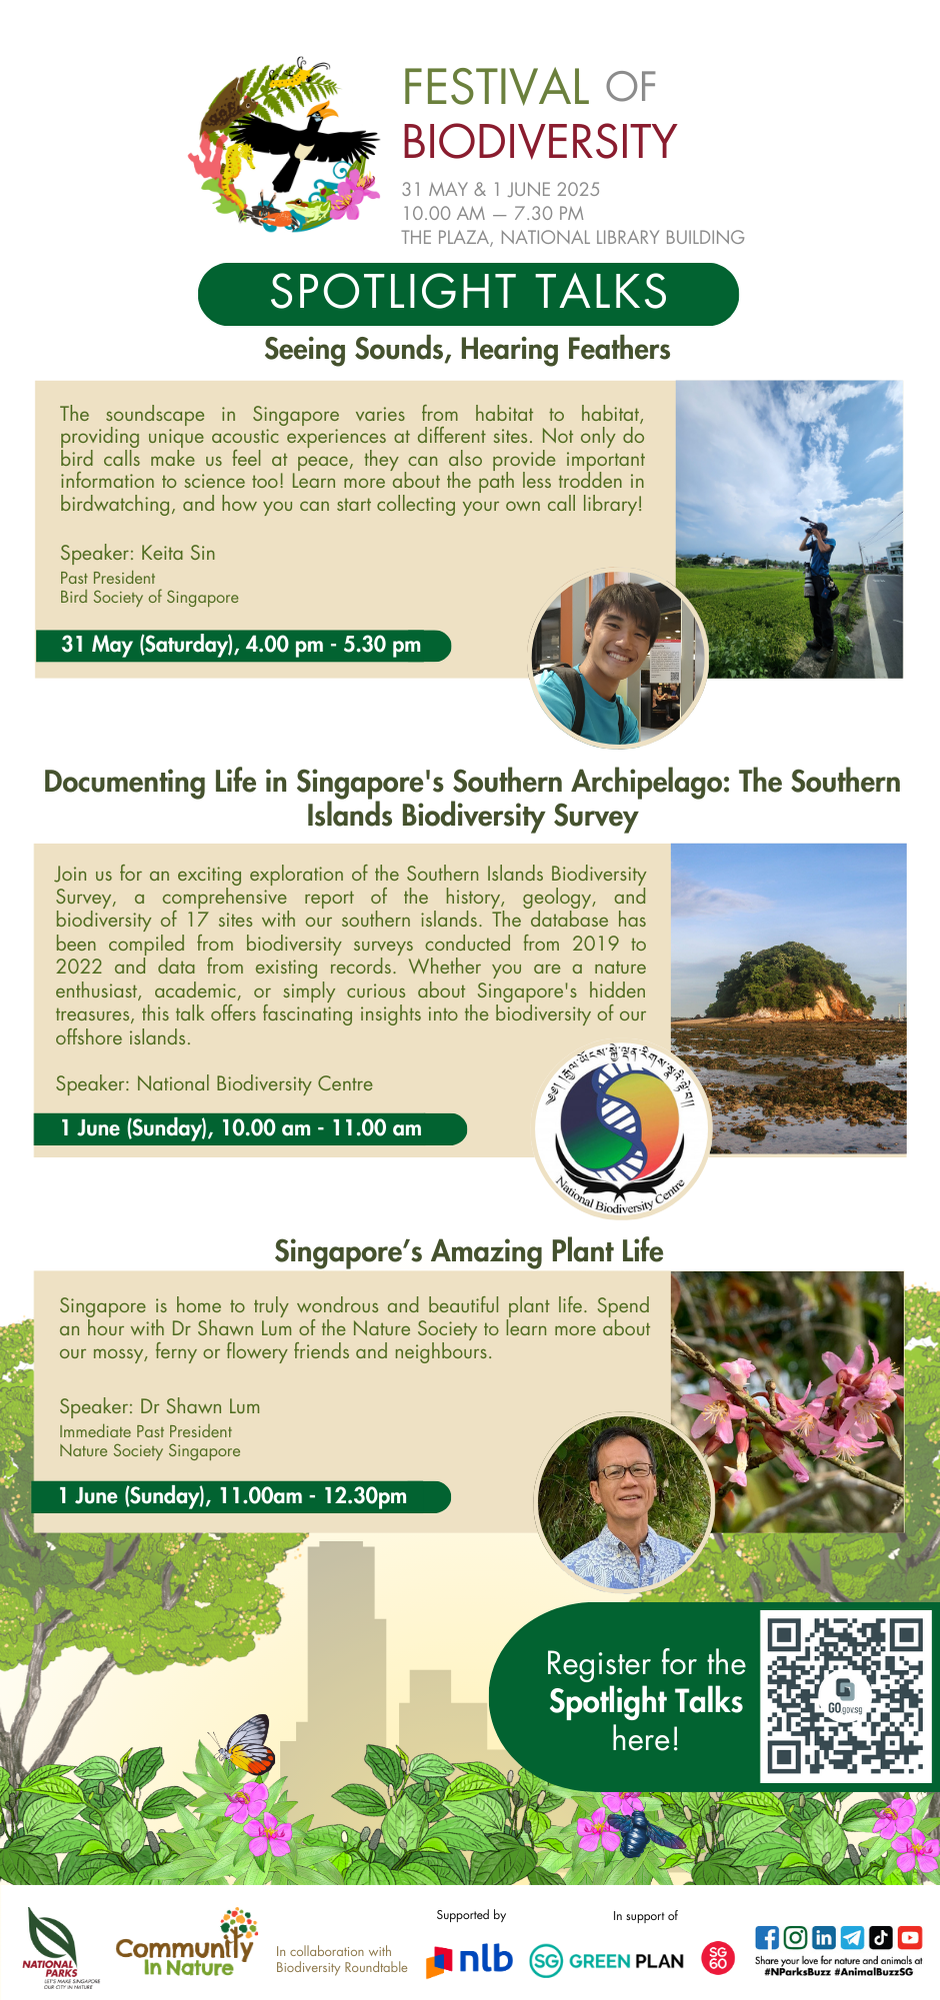 FESTIVAL OF
BIODIVERSITY
31 MAY & 1 JUNE 2025
10.00 AM — 7.30 PM
THE PLAZA, NATIONAL LIBRARY BUILDING
SPOTLIGHT TALKS
Seeing Sounds, Hearing Feathers
The soundscape in Singapore varies from habitat to habitat,
providing unique acoustic experiences at different sites. Not only do
bird calls make us feel at peace, they can also provide important
information to science too! Learn more about the path less trodden in
birdwatching, and how you can start collecting your own call library!
Speaker: Keita Sin
Past President
Bird Society of Singapore
31 May (Saturday), 4.00 pm - 5.30 pm
Documenting Life in Singapore's Southern Archipelago: The Southern
Islands Biodiversity Survey
Join us for an exciting exploration of the Southern Islands Biodiversity
Survey, a comprehensive report of the history, geology, and
biodiversity of 17 sites with our southern islands. The database has
been compiled from biodiversity surveys conducted from 2019 to
2022 and data from existing records. Whether you are a nature
enthusiast, academic, or simply curious about Singapore's hidden
treasures, this talk offers fascinating insights into the biodiversity of our
offshore islands.
Speaker: National Biodiversity Centre
1 June (Sunday), 10.00 am - 11.00 am
National Biodiversity Centre
Singapore’s Amazing Plant Life
Singapore is home to truly wondrous and beautiful plant life. Spend
an hour with Dr Shawn Lum of the Nature Society to learn more about
our mossy, ferny or flowery friends and neighbours.
Speaker: Dr Shawn Lum
Immediate Past President
Nature Society Singapore
1 June (Sunday), 11.00am - 12.30pm
Register for the
Spotlight Talks
here!
GO.gov.sg
NATIONAL
PARKS
LET'S MAKE SINGAPORE
OUR CITY IN NATURE
Community
In Nature
In collaboration with
Biodiversity Roundtable
Supported by
nlb
In support of
SG GREEN PLAN
SG
60
Share your love for nature and animals at
#NParksBuzz #AnimalBuzzSG